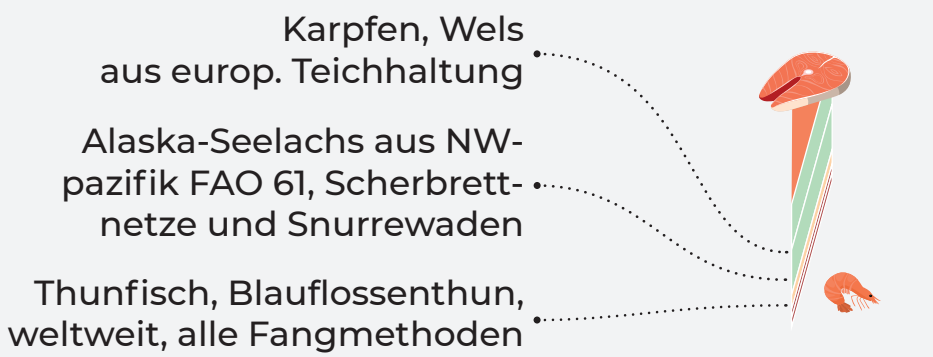 Karpfen, Wels
aus europ. Teichhaltung
Alaska-Seelachs aus NW-
pazifik FAO 61, Scherbrett-
netze und Snurrewaden
Thunfisch, Blauflossenthun,
weltweit, alle Fangmethoden